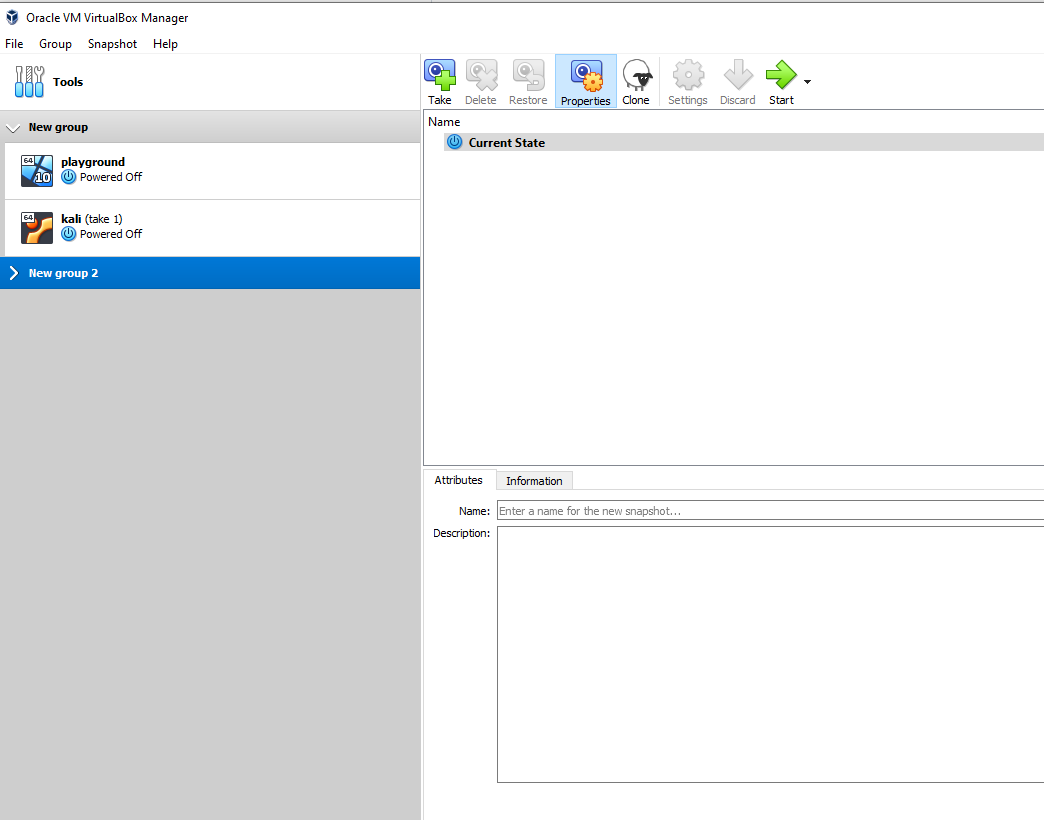 Oracle VM VirtualBox Manager
File Group Snapshot Help
Tools
New group
64
10
playground
Powered Off
64
kali (take 1)
Powered Off
New group 2
Take Delete Restore Properties Clone Settings Discard Start
Name
Current State
Attributes Information
Name: Enter a name for the new snapshot...
Description: